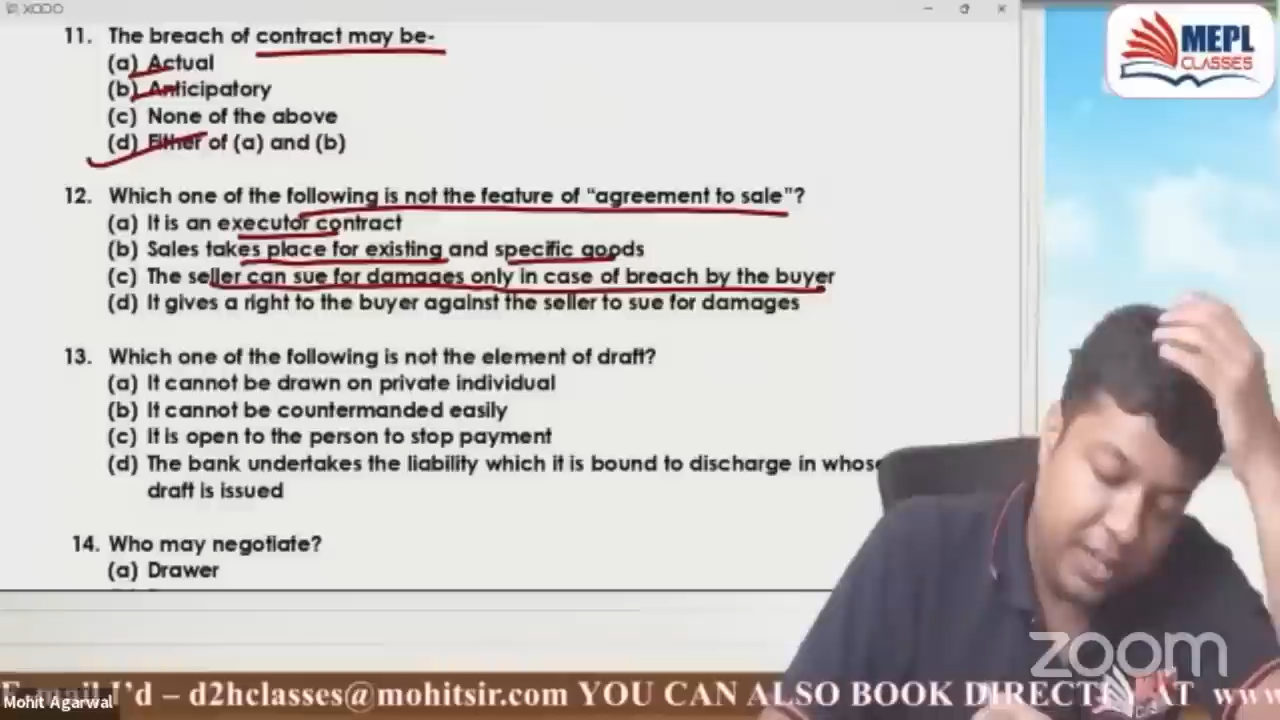 XODO
11. The breach of contract may be-
(a) Actual
(b) Anticipatory
(c) None of the above
(d) Either of (a) and (b)
12. Which one of the following is not the feature of “agreement to sale”?
(a) It is an executor contract
(b) Sales takes place for existing and specific goods
(c) The seller can sue for damages only in case of breach by the buyer
(d) It gives a right to the buyer against the seller to sue for damages
13. Which one of the following is not the element of draft?
(a) It cannot be drawn on private individual
(b) It cannot be countermanded easily
(c) It is open to the person to stop payment
(d) The bank undertakes the liability which it is bound to discharge in whose
draft is issued
14. Who may negotiate?
(a) Drawer
MEPL
CLASSES
zoom
I'd – d2hclasses@mohitsir.com YOU CAN ALSO BOOK DIRECTLY AT www
Mohit Agarwal